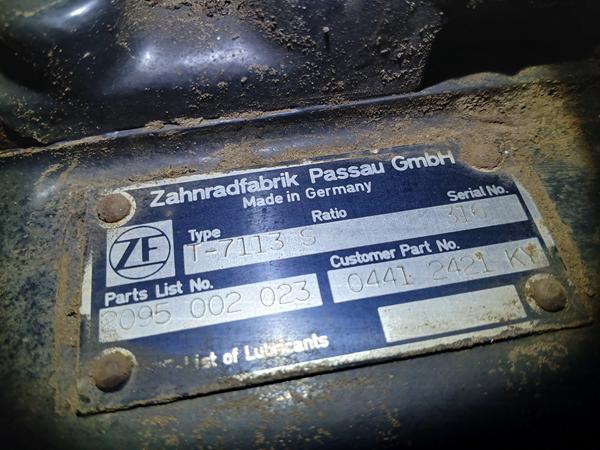 Zahnradfabrik Passau GmbH
Made in Germany
ZF
Type
Ratio
Serial No.
T-7113 S
316
Parts List No.
Customer Part No.
2095 002 023
0441 2421 KY
List of Lubricants